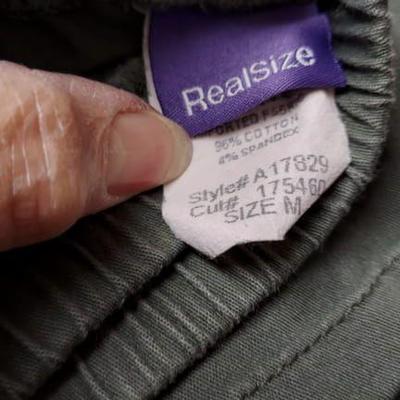 RealSize
96% COTTON
4% SPANDEX
Style# A17829
Cut# 175460
SIZE M